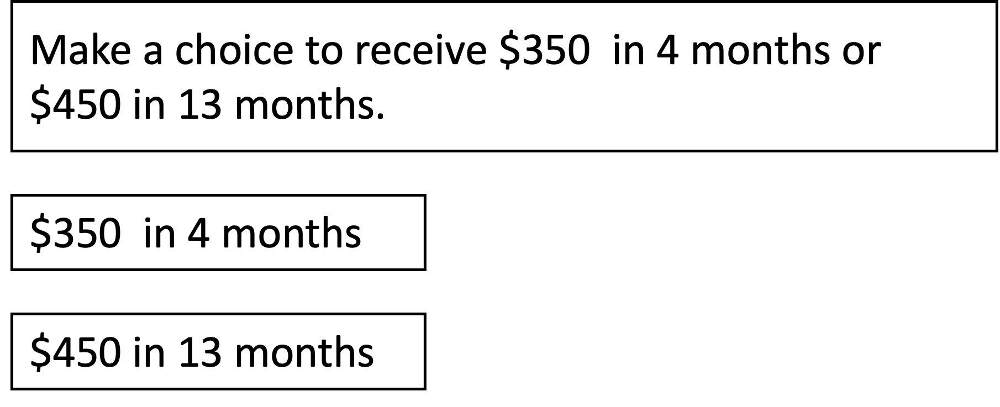 Make a choice to receive $350  in 4 months or
$450 in 13 months.
$350  in 4 months
$450 in 13 months